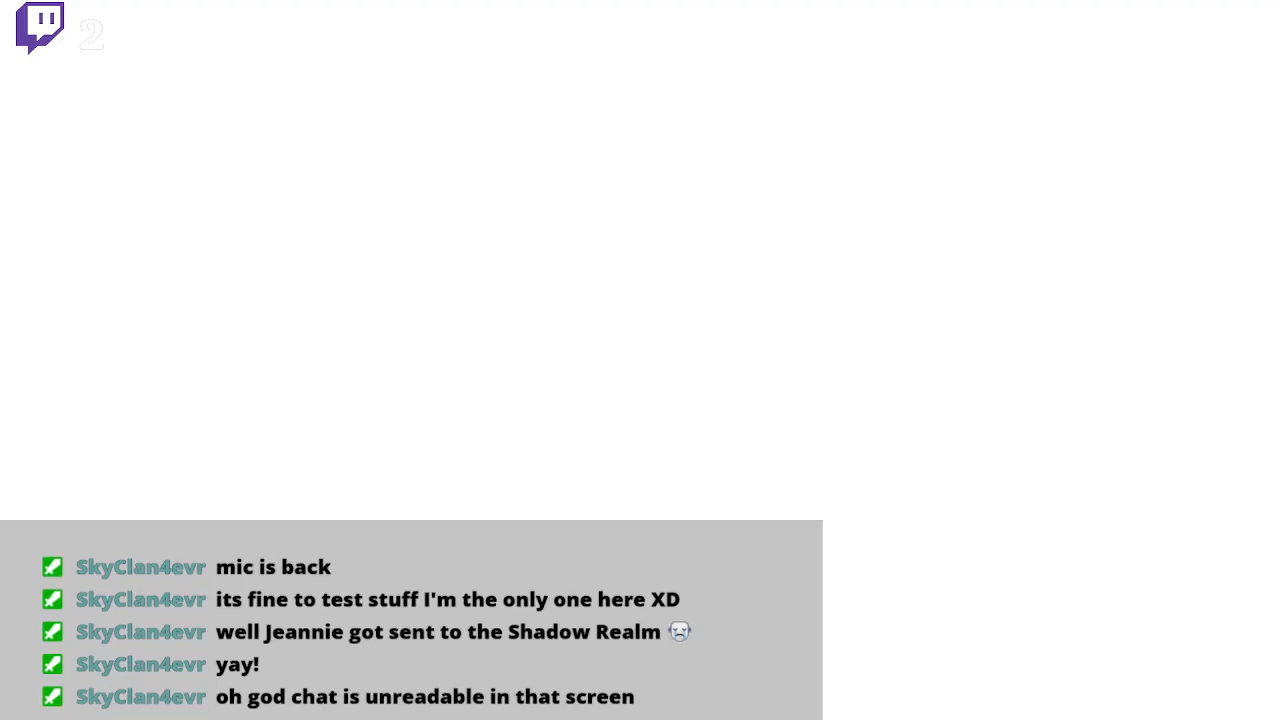 2
SkyClan4evr mic is back
SkyClan4evr its fine to test stuff I'm the only one here XD
SkyClan4evr well Jeannie got sent to the Shadow Realm
SkyClan4evr yay!
SkyClan4evr oh god chat is unreadable in that screen